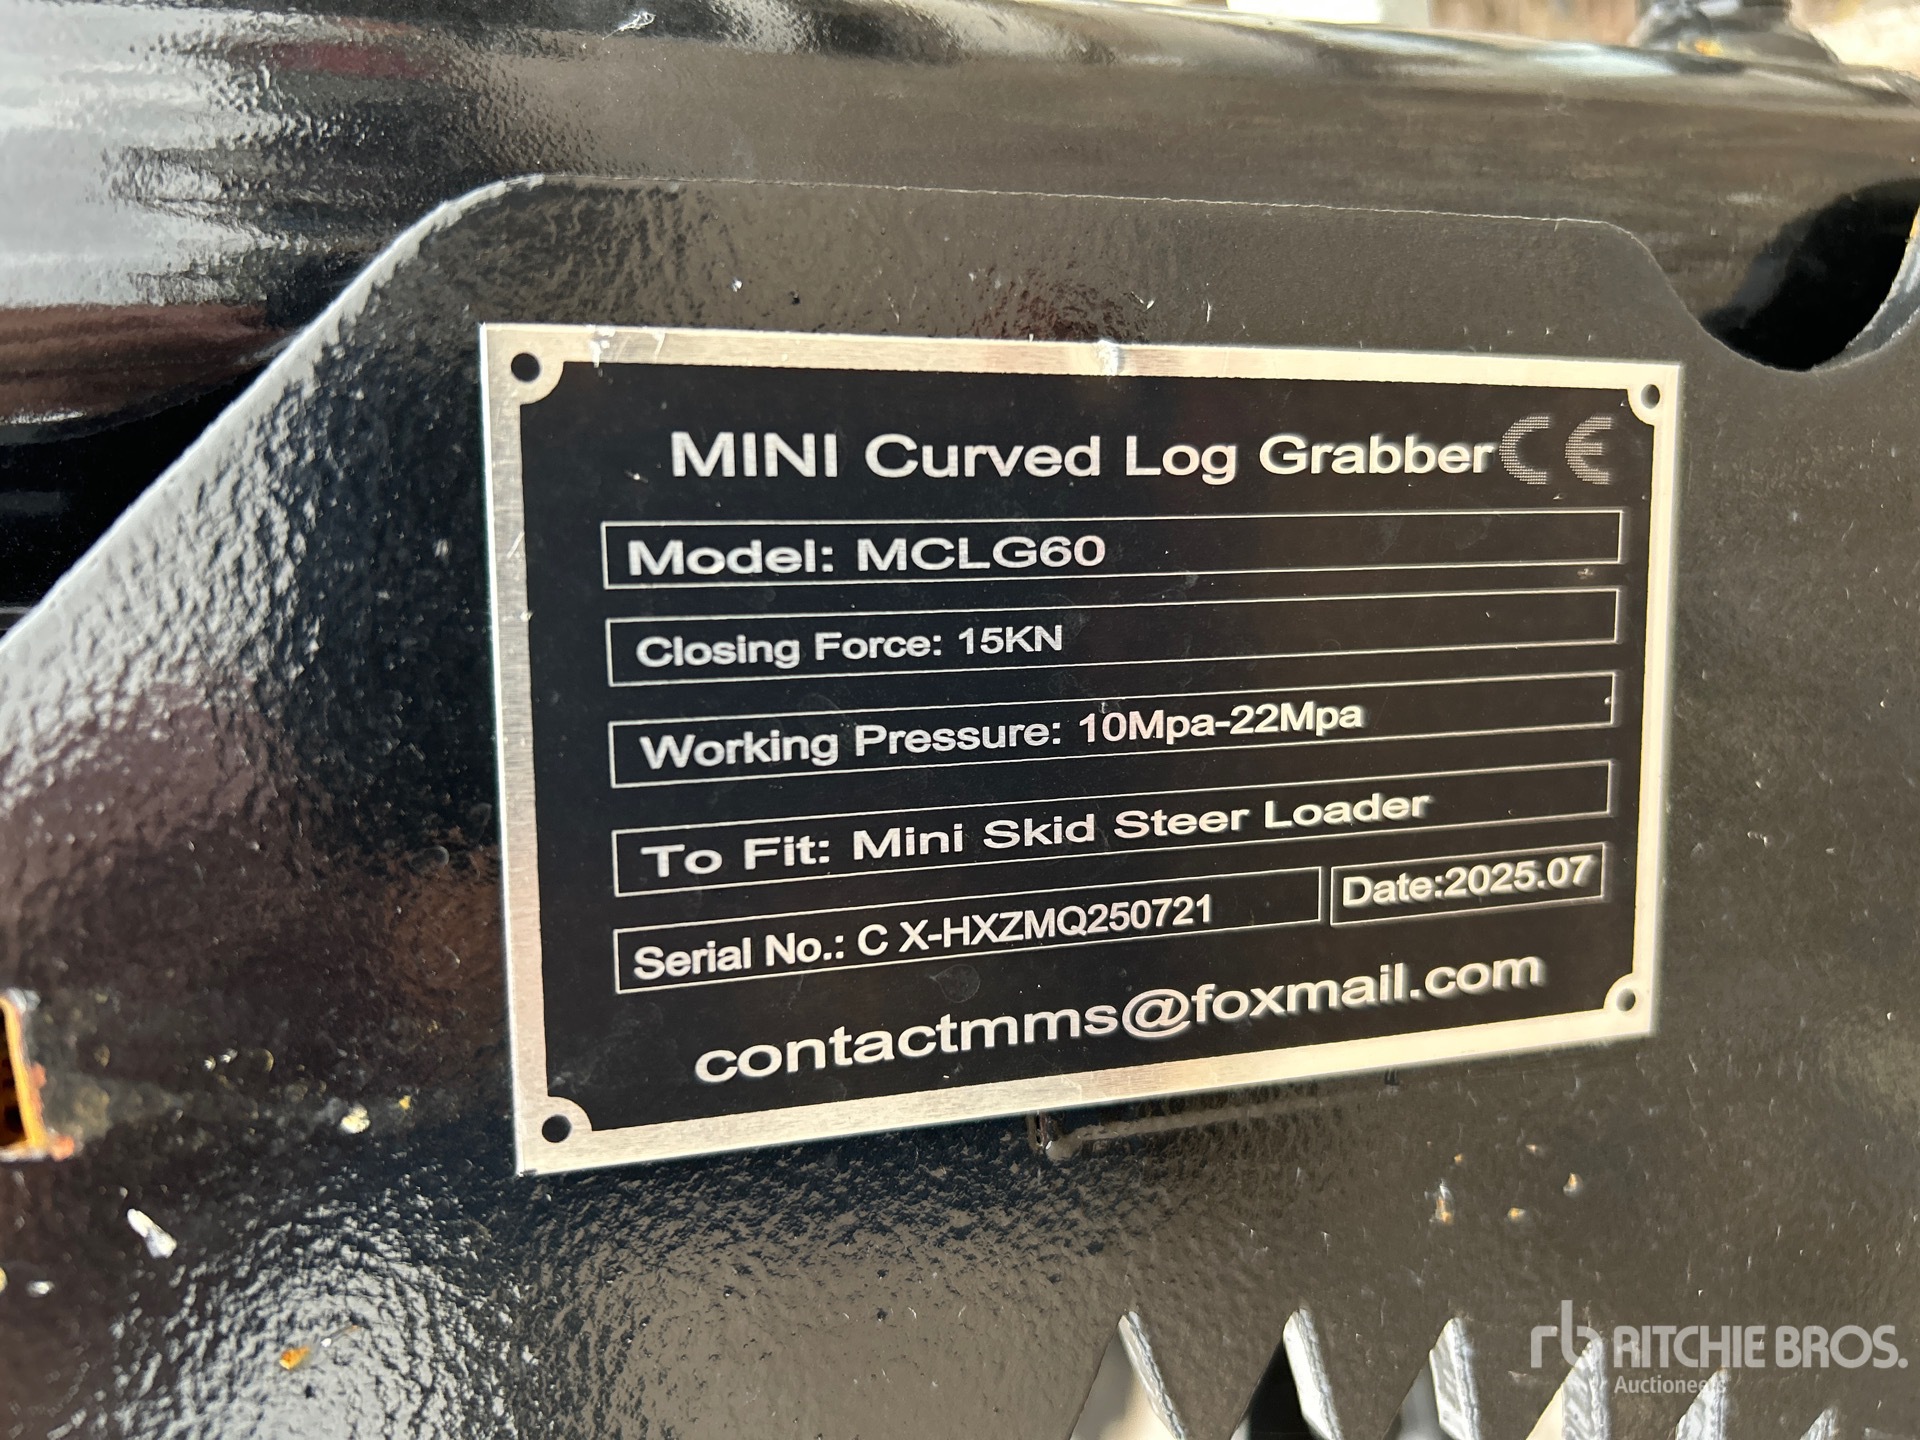 MINI Curved Log Grabber CE
Model: MCLG60
Closing Force: 15KN
Working Pressure: 10Mpa-22Mpa
To Fit: Mini Skid Steer Loader
Serial No.: C X-HXZMQ250721 Date:2025.07
contactmms@foxmail.com
rb RITCHIE BROS.
Auctioneers